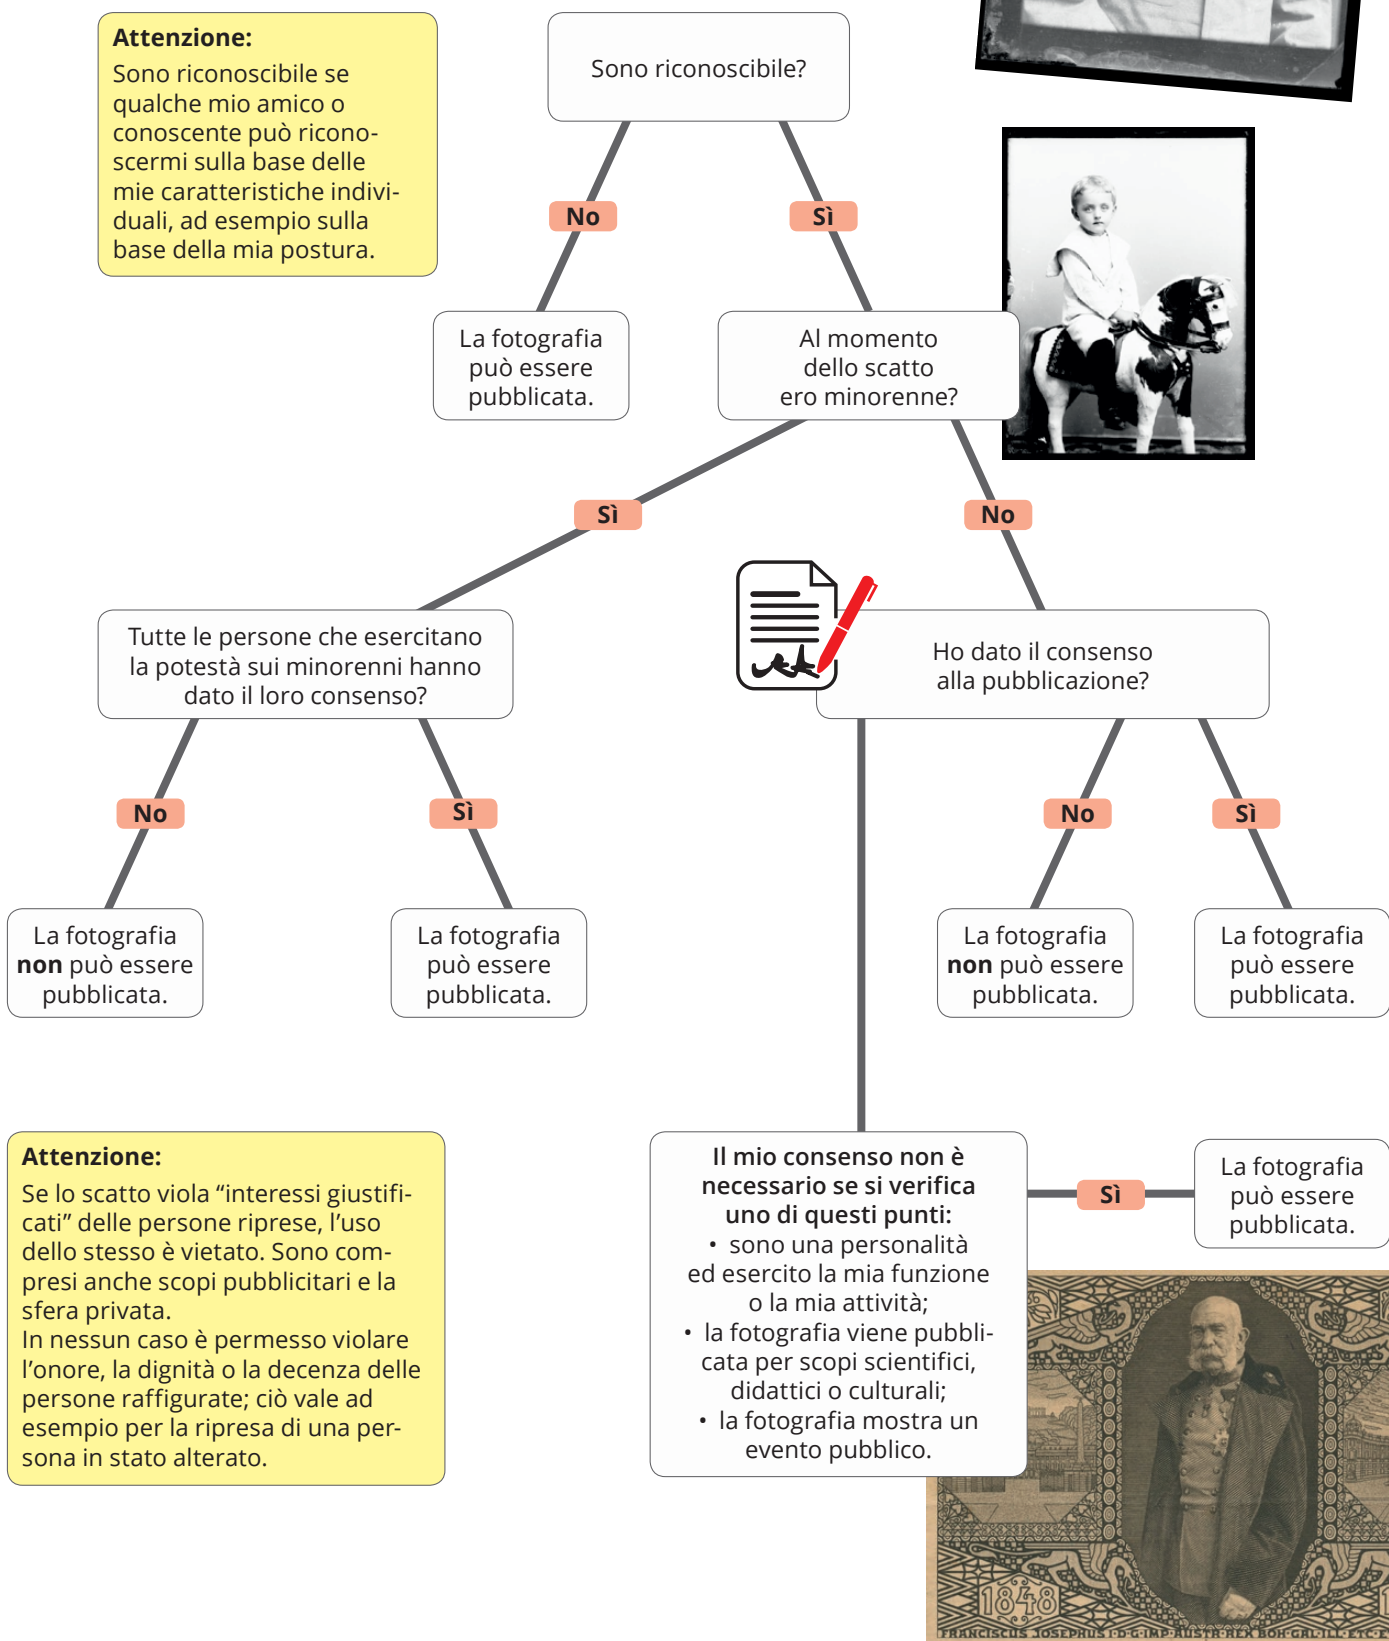 Attenzione:
Sono riconoscibile se
qualche mio amico o
conoscente può ricono-
scermi sulla base delle
mie caratteristiche indivi-
duali, ad esempio sulla
base della mia postura.
Sono riconoscibile?
No
Sì
La fotografia
può essere
pubblicata.
Al momento
dello scatto
ero minorenne?
Sì
No
Tutte le persone che esercitano
la potestà sui minorenni hanno
dato il loro consenso?
Ho dato il consenso
alla pubblicazione?
No
Sì
No
Sì
La fotografia
non può essere
pubblicata.
La fotografia
può essere
pubblicata.
La fotografia
non può essere
pubblicata.
La fotografia
può essere
pubblicata.
Attenzione:
Se lo scatto viola “interessi giustifi-
cati” delle persone riprese, l'uso
dello stesso è vietato. Sono com-
presi anche scopi pubblicitari e la
sfera privata.
In nessun caso è permesso violare
l'onore, la dignità o la decenza delle
persone raffigurate; ciò vale ad
esempio per la ripresa di una per-
sona in stato alterato.
Il mio consenso non è
necessario se si verifica
uno di questi punti:
• sono una personalità
ed esercito la mia funzione
o la mia attività;
• la fotografia viene pubbli-
cata per scopi scientifici,
didattici o culturali;
• la fotografia mostra un
evento pubblico.
Sì
La fotografia
può essere
pubblicata.
1848
FRANCISCUS JOSEPHUS I·D·G·IMP·AUSTR·REX BOH·GAL·ILL·ETC·E